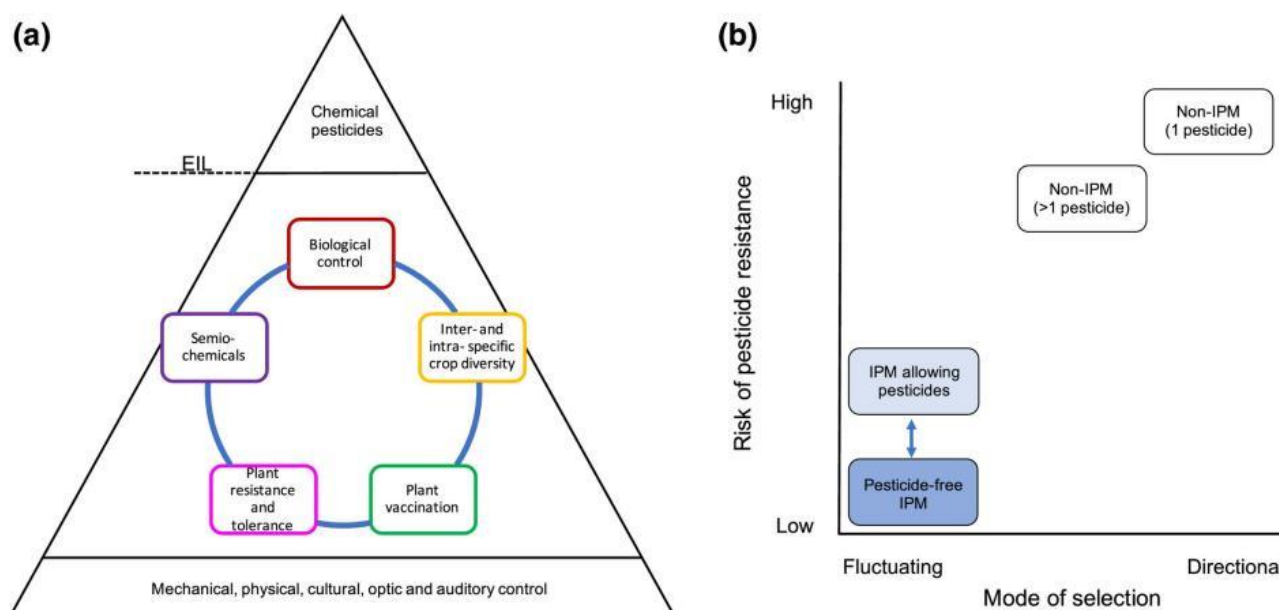 (a)
Chemical
pesticides
EIL
Biological
control
Semio-
chemicals
Inter- and
intra- specific
crop diversity
Plant
resistance
and
tolerance
Plant
vaccination
Mechanical, physical, cultural, optic and auditory control
(b)
Risk of pesticide resistance
High
Low
Non-IPM
(1 pesticide)
Non-IPM
(>1 pesticide)
IPM allowing
pesticides
Pesticide-free
IPM
Fluctuating
Directiona
Mode of selection